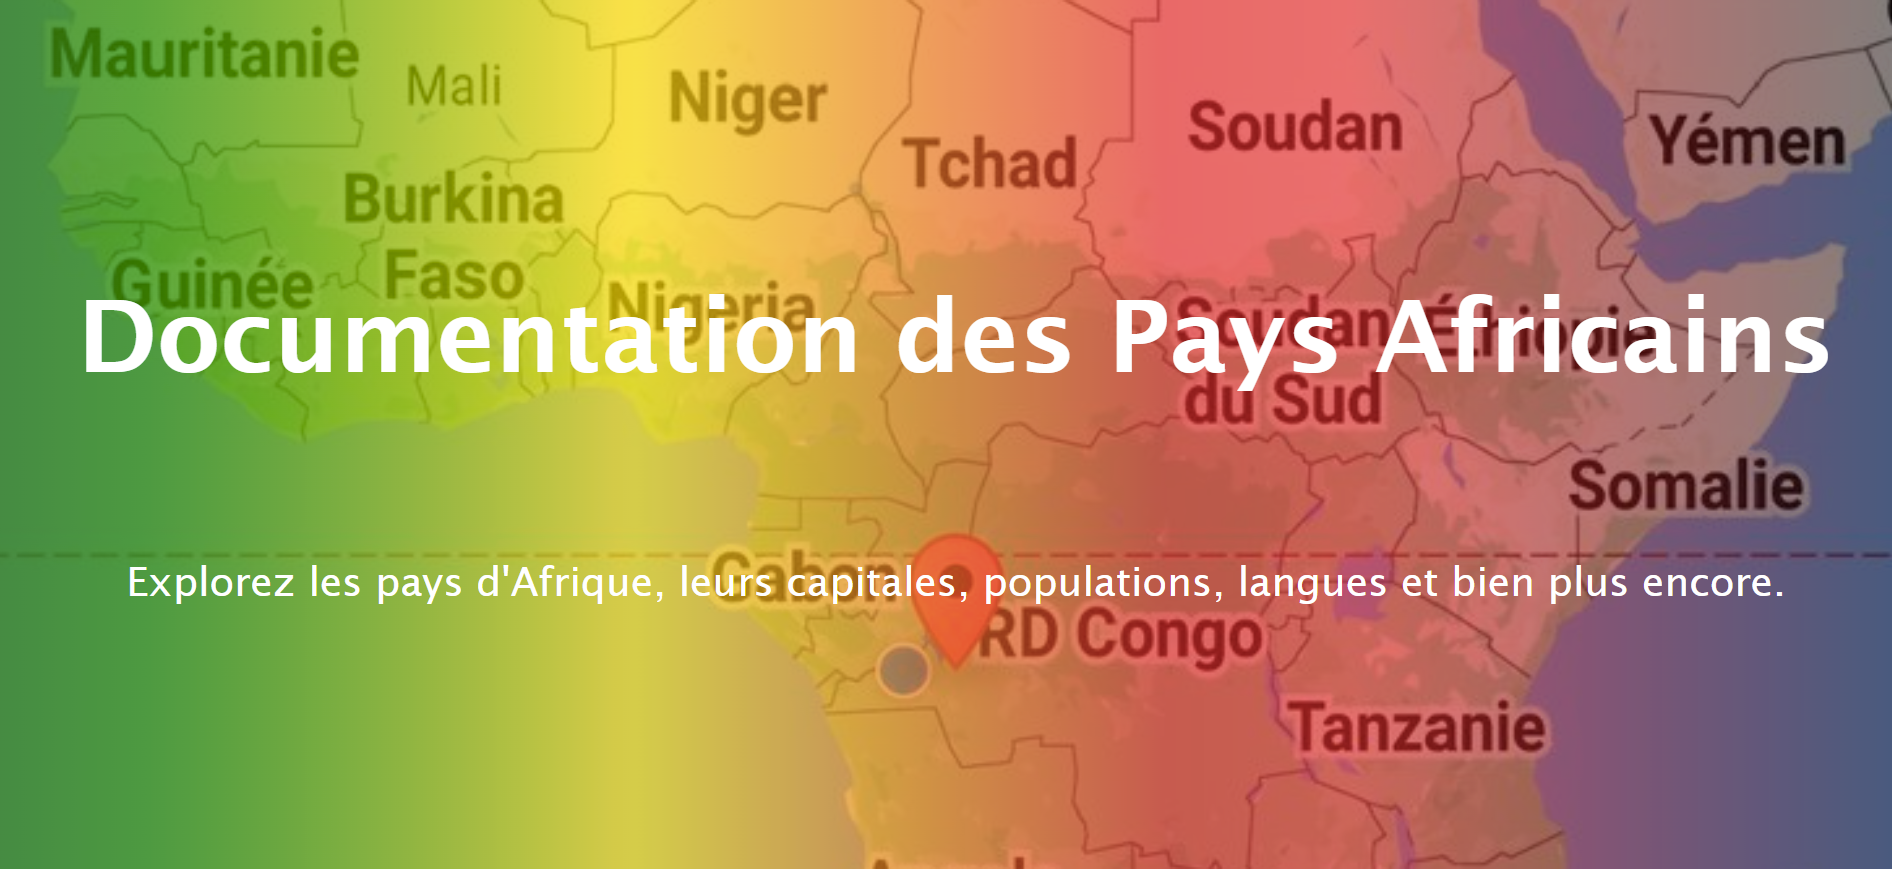 Mauritanie
Mali
Niger
Tchad
Soudan
Yémen
Burkina
Faso
Guinée
Nigeria
Soudan
du Sud
Éthiopie
Documentation des Pays Africains
Somalie
Gabon
Explorez les pays d'Afrique, leurs capitales, populations, langues et bien plus encore.
RD Congo
Tanzanie